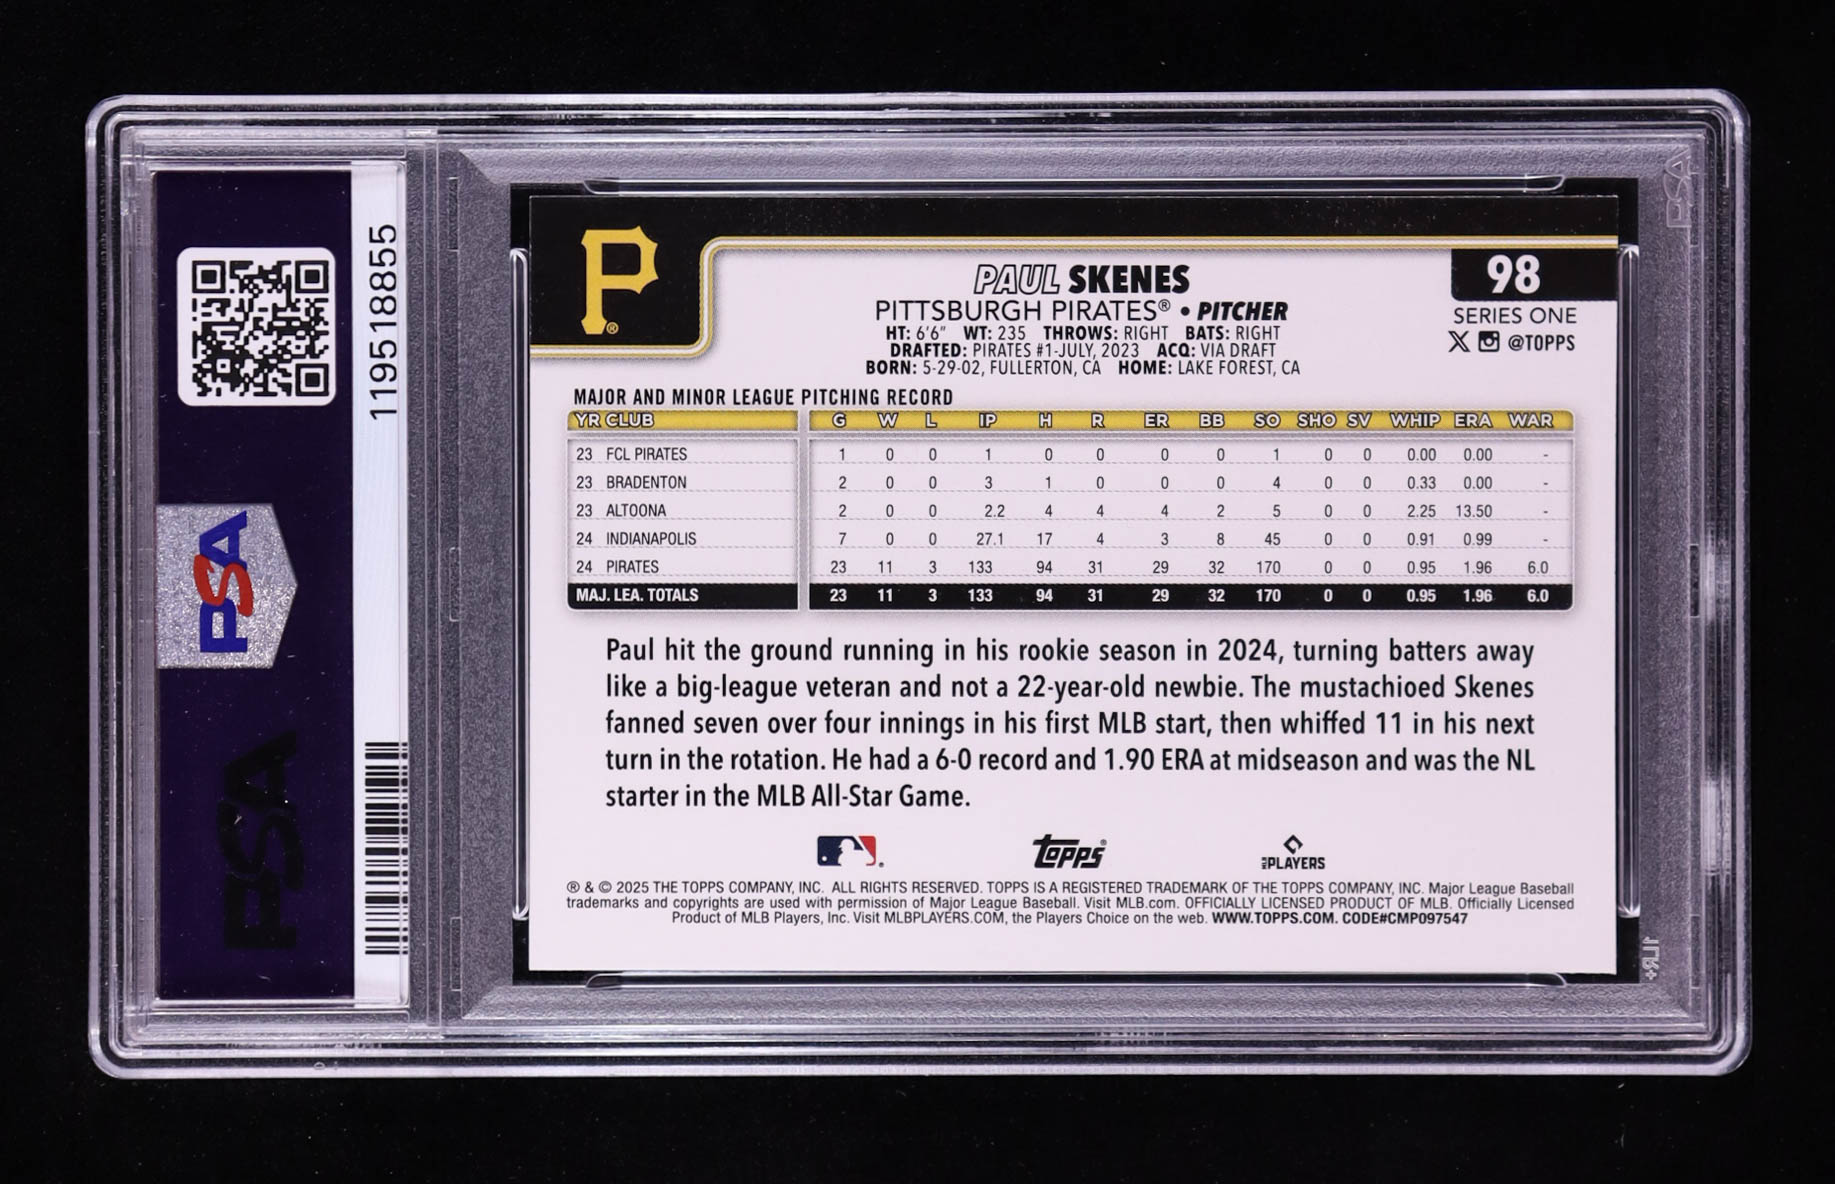 119518855
PSA
PSA
PSA
1LR+
P®
PAUL SKENES
98
PITTSBURGH PIRATES® • PITCHER
SERIES ONE
HT: 6'6" WT: 235 THROWS: RIGHT BATS: RIGHT
X @TOPPS
DRAFTED: PIRATES #1-JULY, 2023 ACQ: VIA DRAFT
BORN: 5-29-02, FULLERTON, CA HOME: LAKE FOREST, CA
MAJOR AND MINOR LEAGUE PITCHING RECORD
YR CLUB G W L IP H R ER BB SO SHO SV WHIP ERA WAR
23 FCL PIRATES 1 0 0 1 0 0 0 0 1 0 0 0.00 0.00 -
23 BRADENTON 2 0 0 3 1 0 0 0 4 0 0 0.33 0.00 -
23 ALTOONA 2 0 0 2.2 4 4 4 2 5 0 0 2.25 13.50 -
24 INDIANAPOLIS 7 0 0 27.1 17 4 3 8 45 0 0 0.91 0.99 -
24 PIRATES 23 11 3 133 94 31 29 32 170 0 0 0.95 1.96 6.0
MAJ. LEA. TOTALS 23 11 3 133 94 31 29 32 170 0 0 0.95 1.96 6.0
Paul hit the ground running in his rookie season in 2024, turning batters away
like a big-league veteran and not a 22-year-old newbie. The mustachioed Skenes
fanned seven over four innings in his first MLB start, then whiffed 11 in his next
turn in the rotation. He had a 6-0 record and 1.90 ERA at midseason and was the NL
starter in the MLB All-Star Game.
topps®
MLB PLAYERS
® & © 2025 THE TOPPS COMPANY, INC. ALL RIGHTS RESERVED. TOPPS IS A REGISTERED TRADEMARK OF THE TOPPS COMPANY, INC. Major League Baseball
trademarks and copyrights are used with permission of Major League Baseball. Visit MLB.com. OFFICIALLY LICENSED PRODUCT OF MLB. Officially Licensed
Product of MLB Players, Inc. Visit MLBPLAYERS.COM, the Players Choice on the web. WWW.TOPPS.COM. CODE#CMP097547